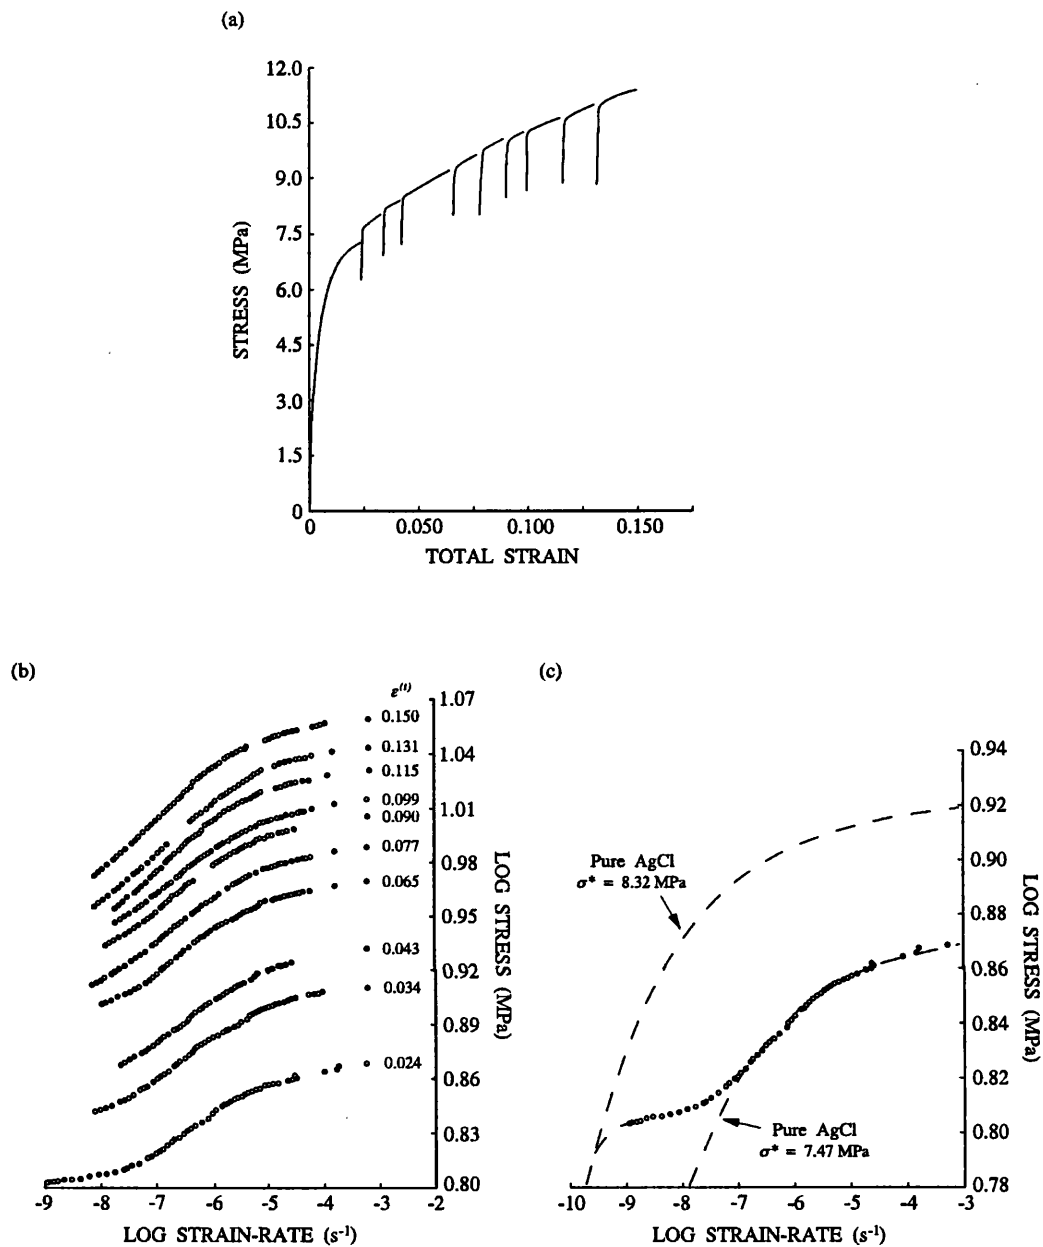 (a)
12.0
10.5
9.0
7.5
6.0
4.5
3.0
1.5
0
STRESS (MPa)
0 0.050 0.100 0.150
TOTAL STRAIN
(b)
ε(t)
0.150
0.131
0.115
0.099
0.090
0.077
0.065
0.043
0.034
0.024
1.07
1.04
1.01
0.98
0.95
0.92
0.89
0.86
0.83
0.80
LOG STRESS (MPa)
-9 -8 -7 -6 -5 -4 -3 -2
LOG STRAIN-RATE (s-1)
(c)
Pure AgCl
σ* = 8.32 MPa
Pure AgCl
σ* = 7.47 MPa
0.94
0.92
0.90
0.88
0.86
0.84
0.82
0.80
0.78
LOG STRESS (MPa)
-10 -9 -8 -7 -6 -5 -4 -3
LOG STRAIN-RATE (s-1)